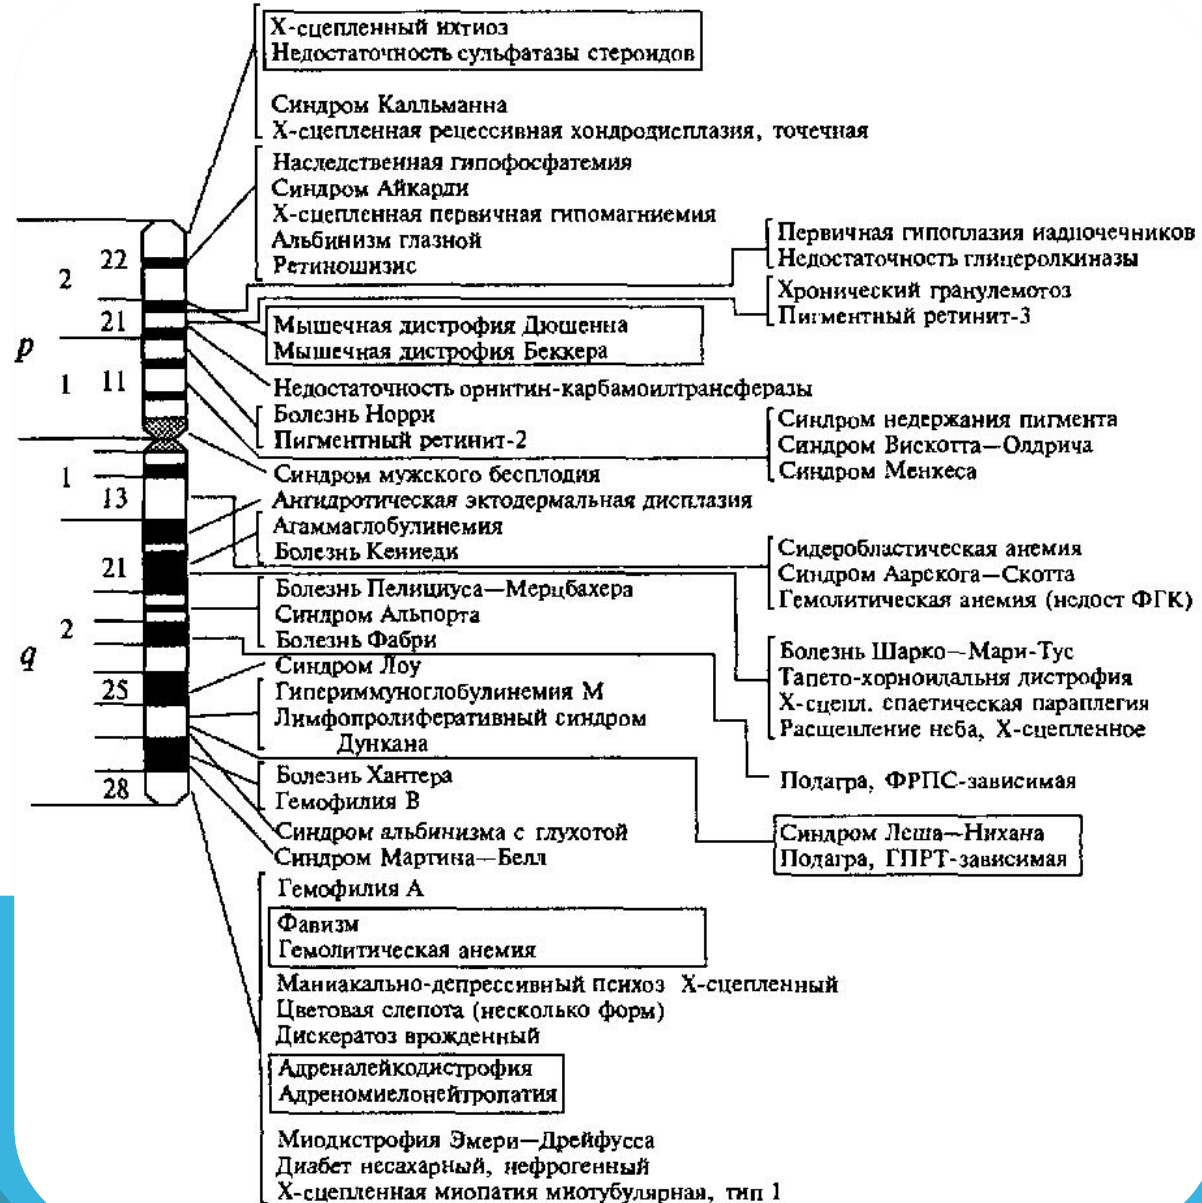 Х-сцепленный ихтиоз
Недостаточность сульфатазы стероидов
Синдром Калльманна
Х-сцепленная рецессивная хондродисплазия, точечная
Наследственная гипофосфатемия
Синдром Айкарди
Х-сцепленная первичная гипомагниемия
Альбинизм глазной
Ретиношизис
Первичная гипоплазия иадпочечников
Недостаточность глицеролкиназы
Хронический гранулемотоз
Пигментный ретинит-3
Мышечная дистрофия Дюшенна
Мышечная дистрофия Беккера
Недостаточность орнитин-карбамоилтрансферазы
Болезнь Норри
Пигментный ретинит-2
Синдром недержания пигмента
Синдром Вискотта—Олдрича
Синдром Менкеса
Синдром мужского бесплодия
Ангидротическая эктодермальная дисплазия
Агаммаглобулинемия
Болезнь Кеннеди
Сидеробластическая анемия
Синдром Аарскога—Скотта
Гемолитическая анемия (недост ФГК)
Болезнь Пелициуса—Мерцбахера
Синдром Альпорта
Болезнь Фабри
Синдром Лоу
Гипериммуноглобулинемия М
Лимфопролиферативный синдром
Дункана
Болезнь Шарко—Мари-Тус
Тапето-хорноидальня дистрофия
Х-сцепл. спаетическая параплегия
Расщепление неба, Х-сцепленное
Подагра, ФРПС-зависимая
Болезнь Хантера
Гемофилия В
Синдром альбинизма с глухотой
Синдром Мартина—Белл
Синдром Леша—Нихана
Подагра, ГПРТ-зависимая
Гемофилия А
Фавизм
Гемолитическая анемия
Маниакально-депрессивный психоз Х-сцепленный
Цветовая слепота (несколько форм)
Дискератоз врожденный
Адреналейкодистрофия
Адреномиелонейтропатия
Миодистрофия Эмери—Дрейфусса
Диабет несахарный, нефрогенный
Х-сцепленная миопатия миотубулярная, тип 1
p
2
22
21
1
11
q
1
13
21
2
25
28